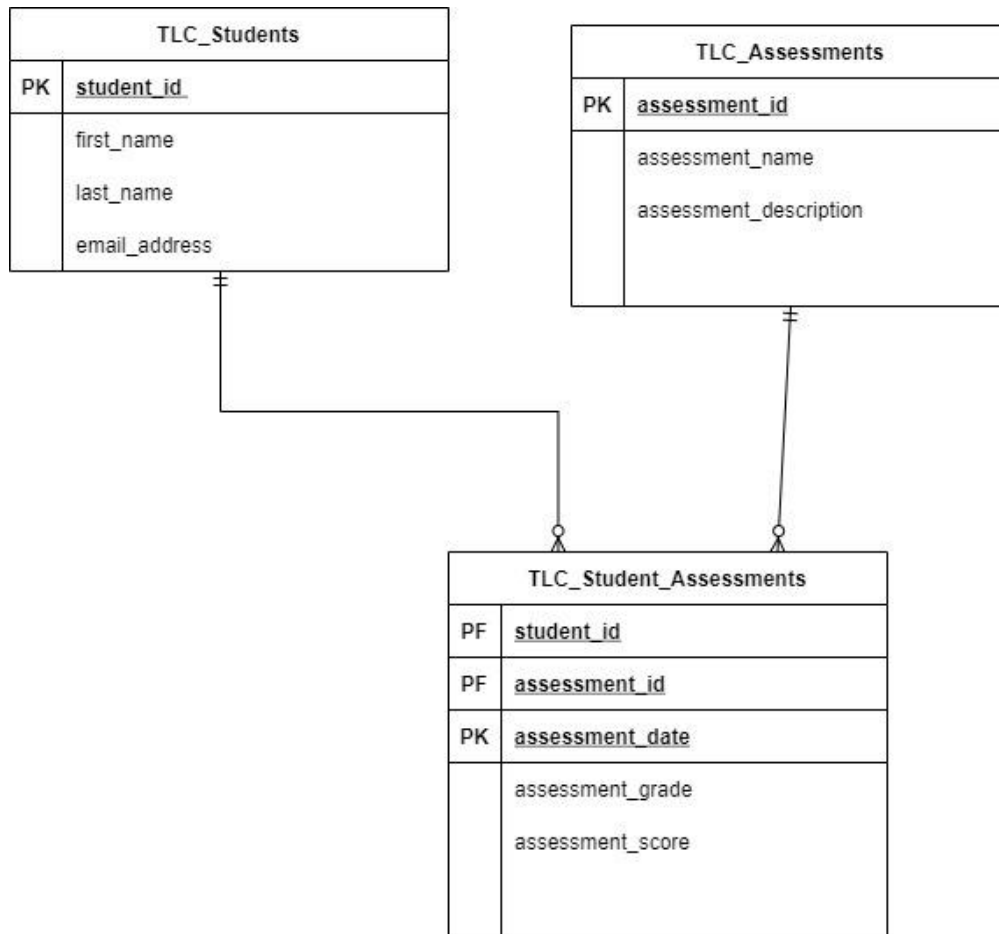 TLC_Students
PK student_id
first_name
last_name
email_address
TLC_Assessments
PK assessment_id
assessment_name
assessment_description
TLC_Student_Assessments
PF student_id
PF assessment_id
PK assessment_date
assessment_grade
assessment_score